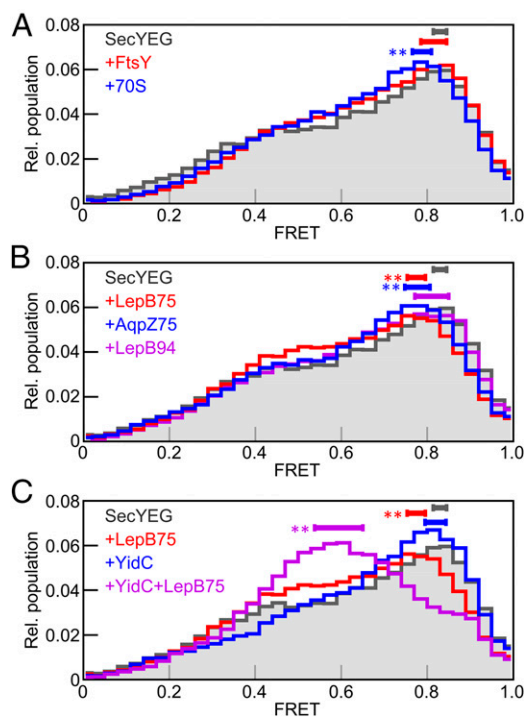 A
0.08
SecYEG
+FtsY
+70S
**
0.06
0.04
0.02
0
Rel. population
0
0.2
0.4
0.6
0.8
1.0
FRET
B
0.08
SecYEG
+LepB75
+AqpZ75
+LepB94
**
**
0.06
0.04
0.02
0
Rel. population
0
0.2
0.4
0.6
0.8
1.0
FRET
C
0.08
SecYEG
+LepB75
+YidC
+YidC+LepB75
**
**
0.06
0.04
0.02
0
Rel. population
0
0.2
0.4
0.6
0.8
1.0
FRET